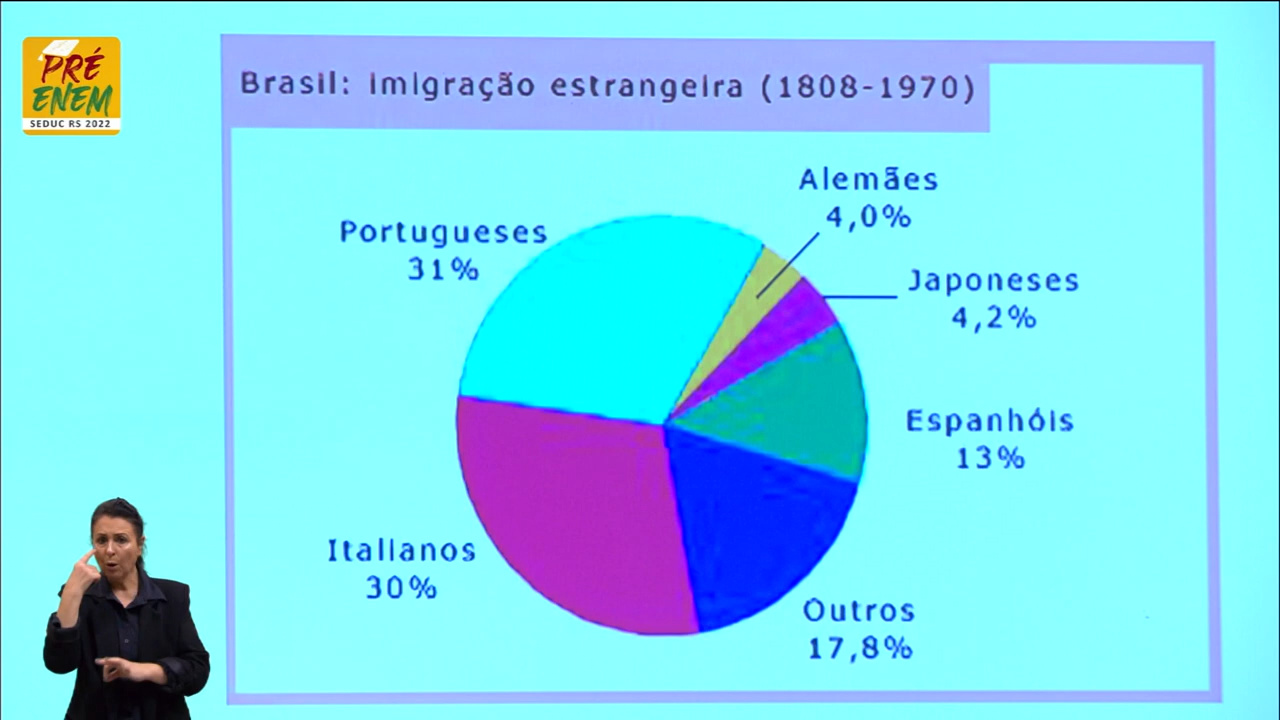 PRÉ
ENEM
SEDUC RS 2022
Brasil: imigração estrangeira (1808-1970)
Alemães
4,0%
Portugueses
31%
Japoneses
4,2%
Espanhóis
13%
Italianos
30%
Outros
17,8%